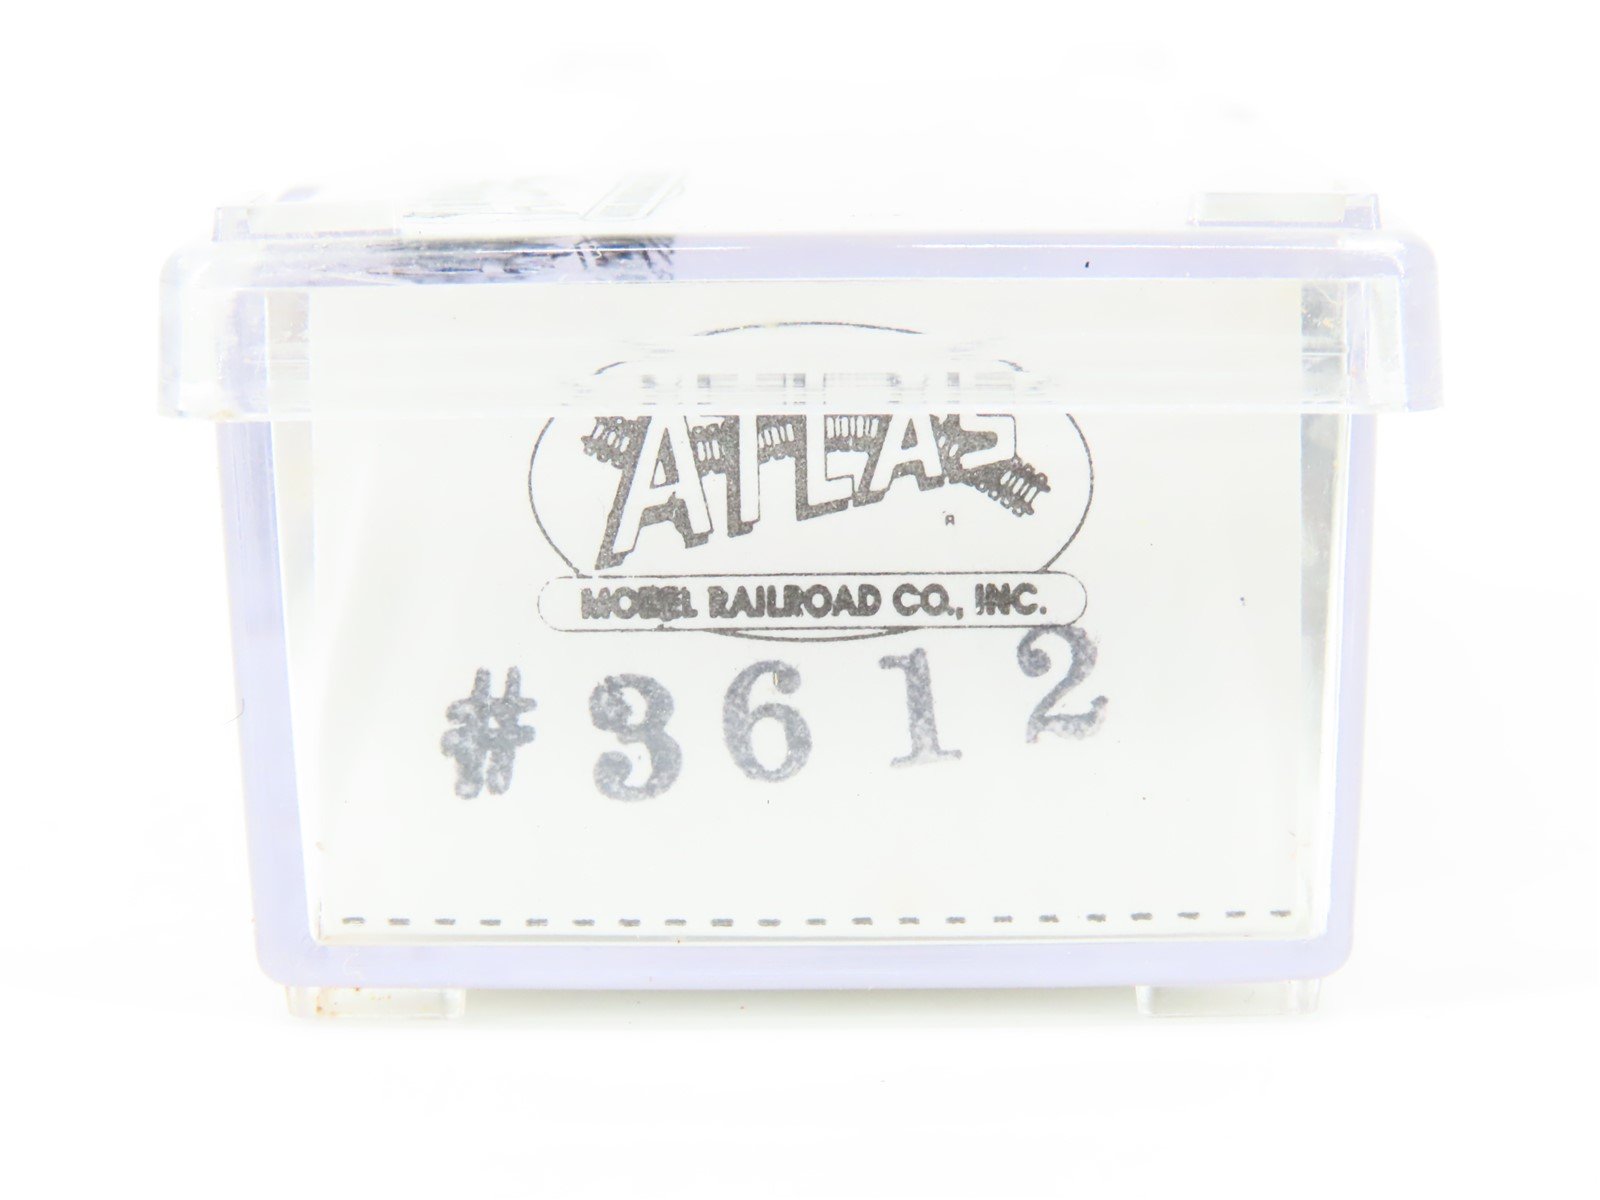 ATLAS
R
MODEL RAILROAD CO., INC.
#3612